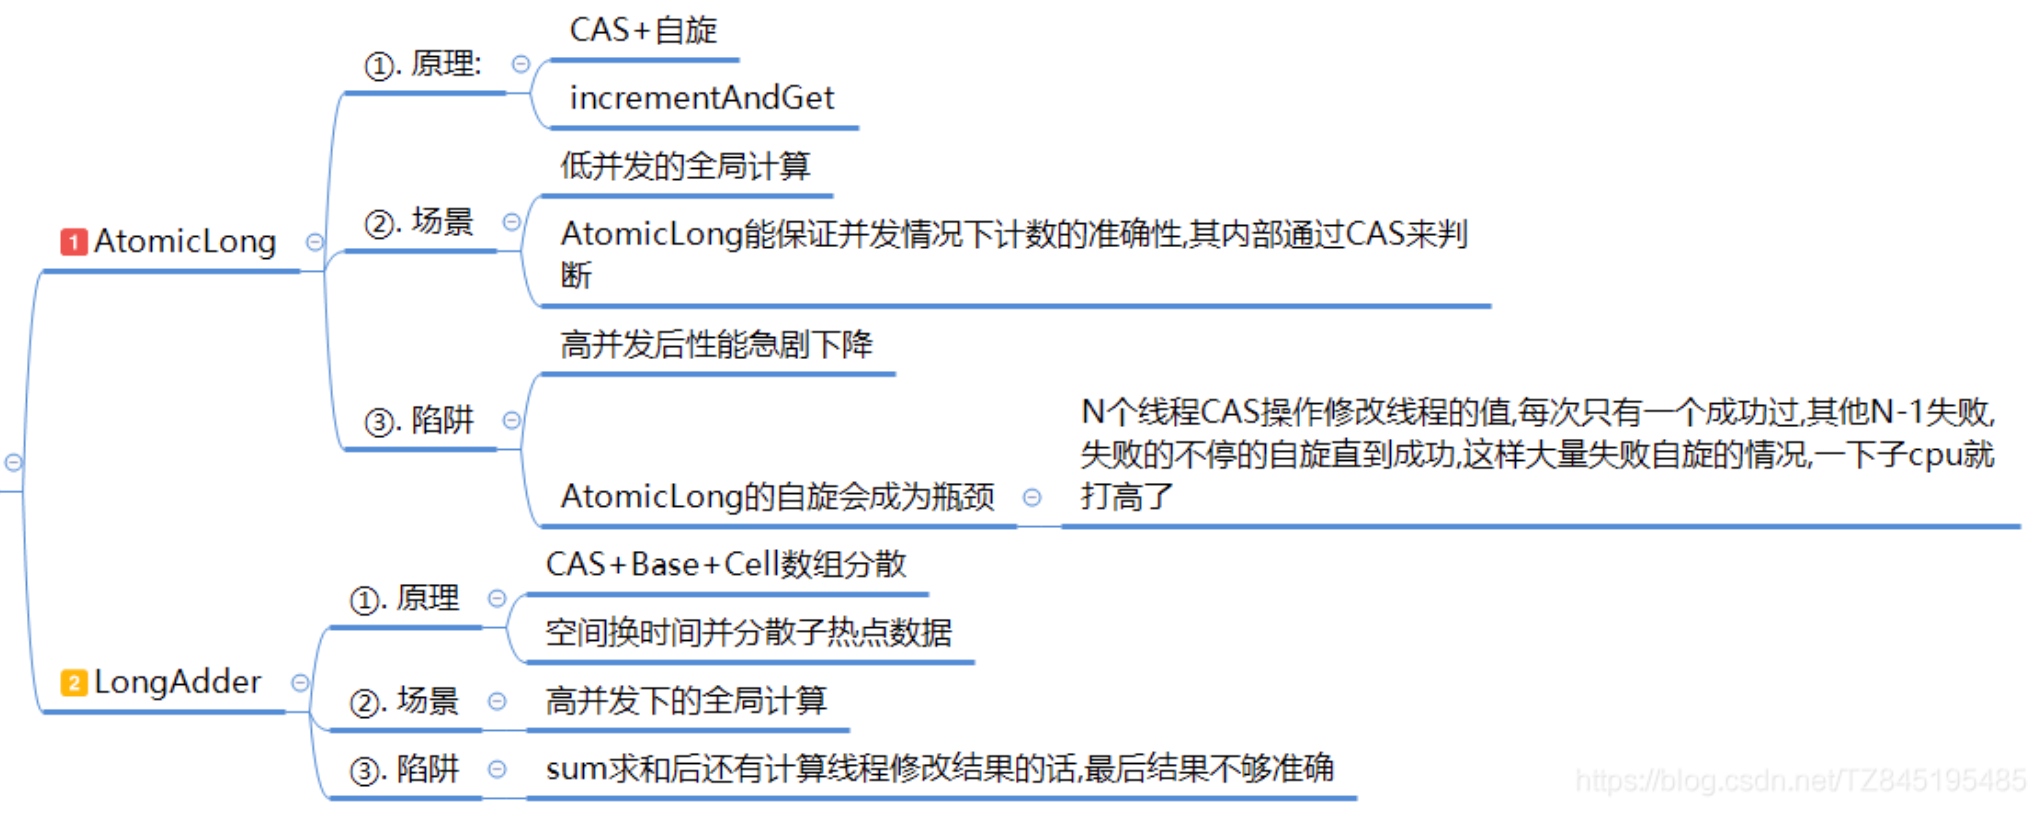 1 AtomicLong
①. 原理:
CAS+自旋
incrementAndGet
②. 场景
低并发的全局计算
AtomicLong能保证并发情况下计数的准确性,其内部通过CAS来判
断
③. 陷阱
高并发后性能急剧下降
AtomicLong的自旋会成为瓶颈
N个线程CAS操作修改线程的值,每次只有一个成功过,其他N-1失败,
失败的不停的自旋直到成功,这样大量失败自旋的情况,一下子cpu就
打高了
2 LongAdder
①. 原理
CAS+Base+Cell数组分散
空间换时间并分散子热点数据
②. 场景
高并发下的全局计算
③. 陷阱
sum求和后还有计算线程修改结果的话,最后结果不够准确
https://blog.csdn.net/TZ845195485